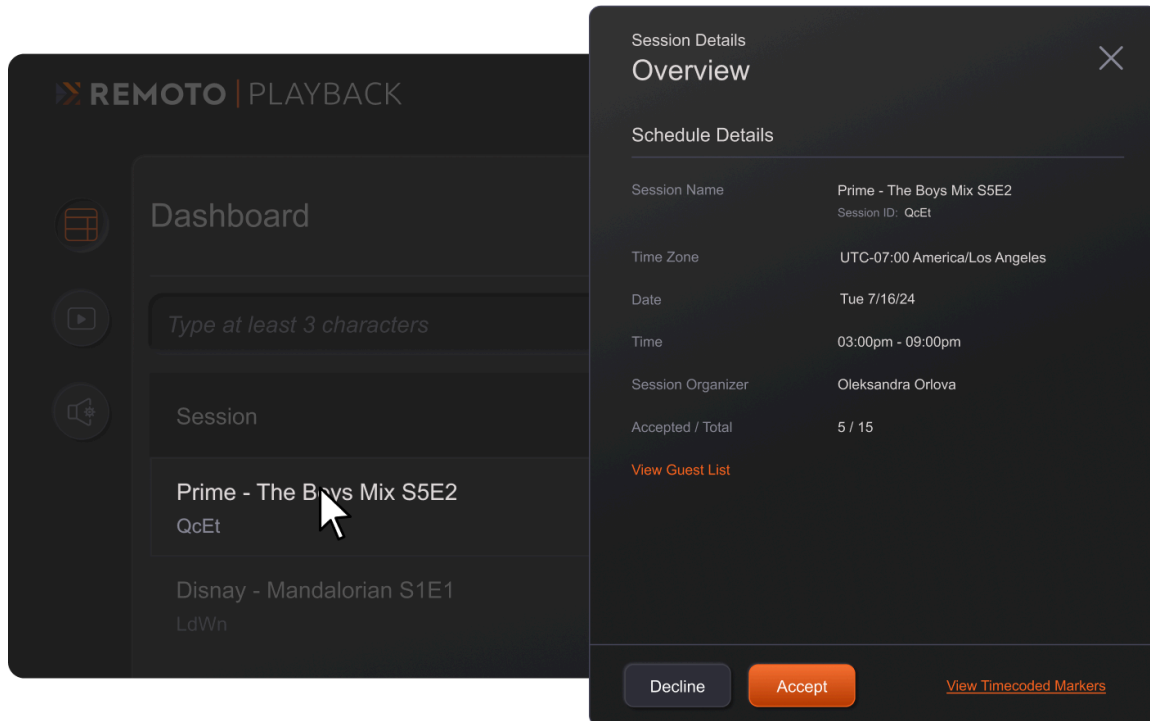 REMOTO | PLAYBACK
Dashboard
Type at least 3 characters
Session
Prime - The Boys Mix S5E2
QcEt
Disnay - Mandalorian S1E1
LdWn
Session Details
Overview
Schedule Details
Session Name Prime - The Boys Mix S5E2
Session ID: QcEt
Time Zone UTC-07:00 America/Los Angeles
Date Tue 7/16/24
Time 03:00pm - 09:00pm
Session Organizer Oleksandra Orlova
Accepted / Total 5 / 15
View Guest List
Decline Accept View Timecoded Markers